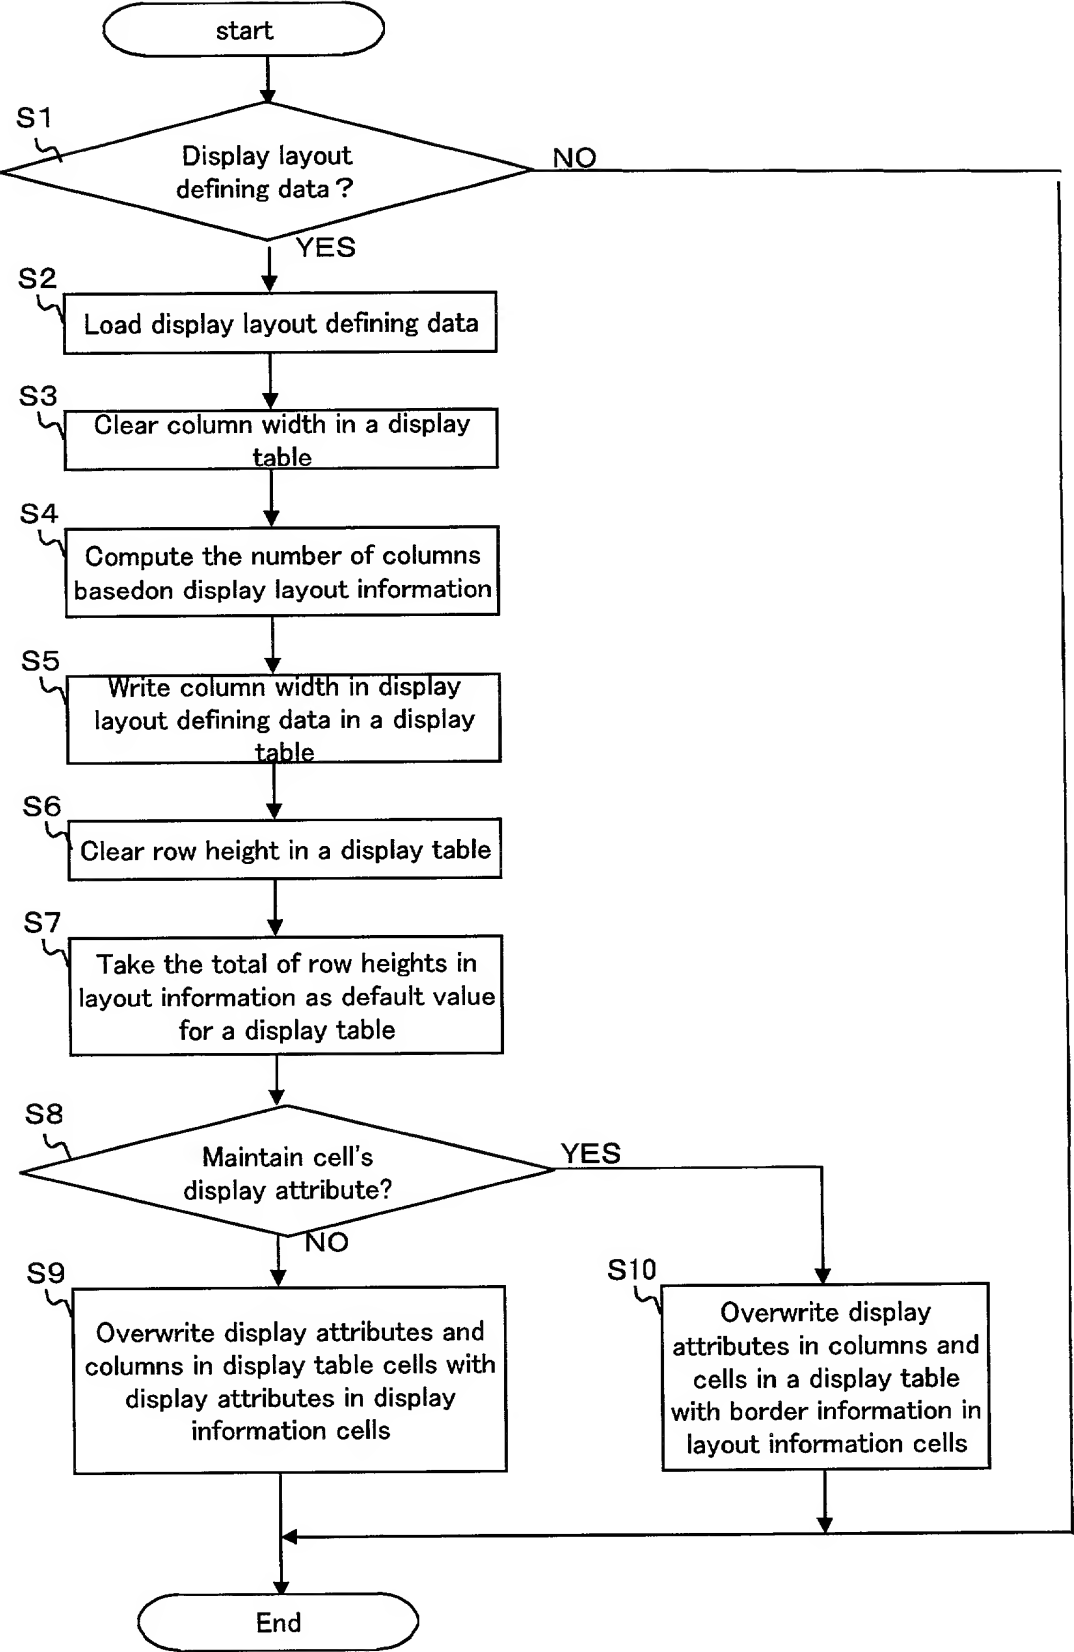 start
S1
Display layout
defining data?
NO
YES
S2
Load display layout defining data
S3
Clear column width in a display
table
S4
Compute the number of columns
basedon display layout information
S5
Write column width in display
layout defining data in a display
table
S6
Clear row height in a display table
S7
Take the total of row heights in
layout information as default value
for a display table
S8
Maintain cell's
display attribute?
YES
NO
S9
Overwrite display attributes and
columns in display table cells with
display attributes in display
information cells
S10
Overwrite display
attributes in columns and
cells in a display table
with border information in
layout information cells
End